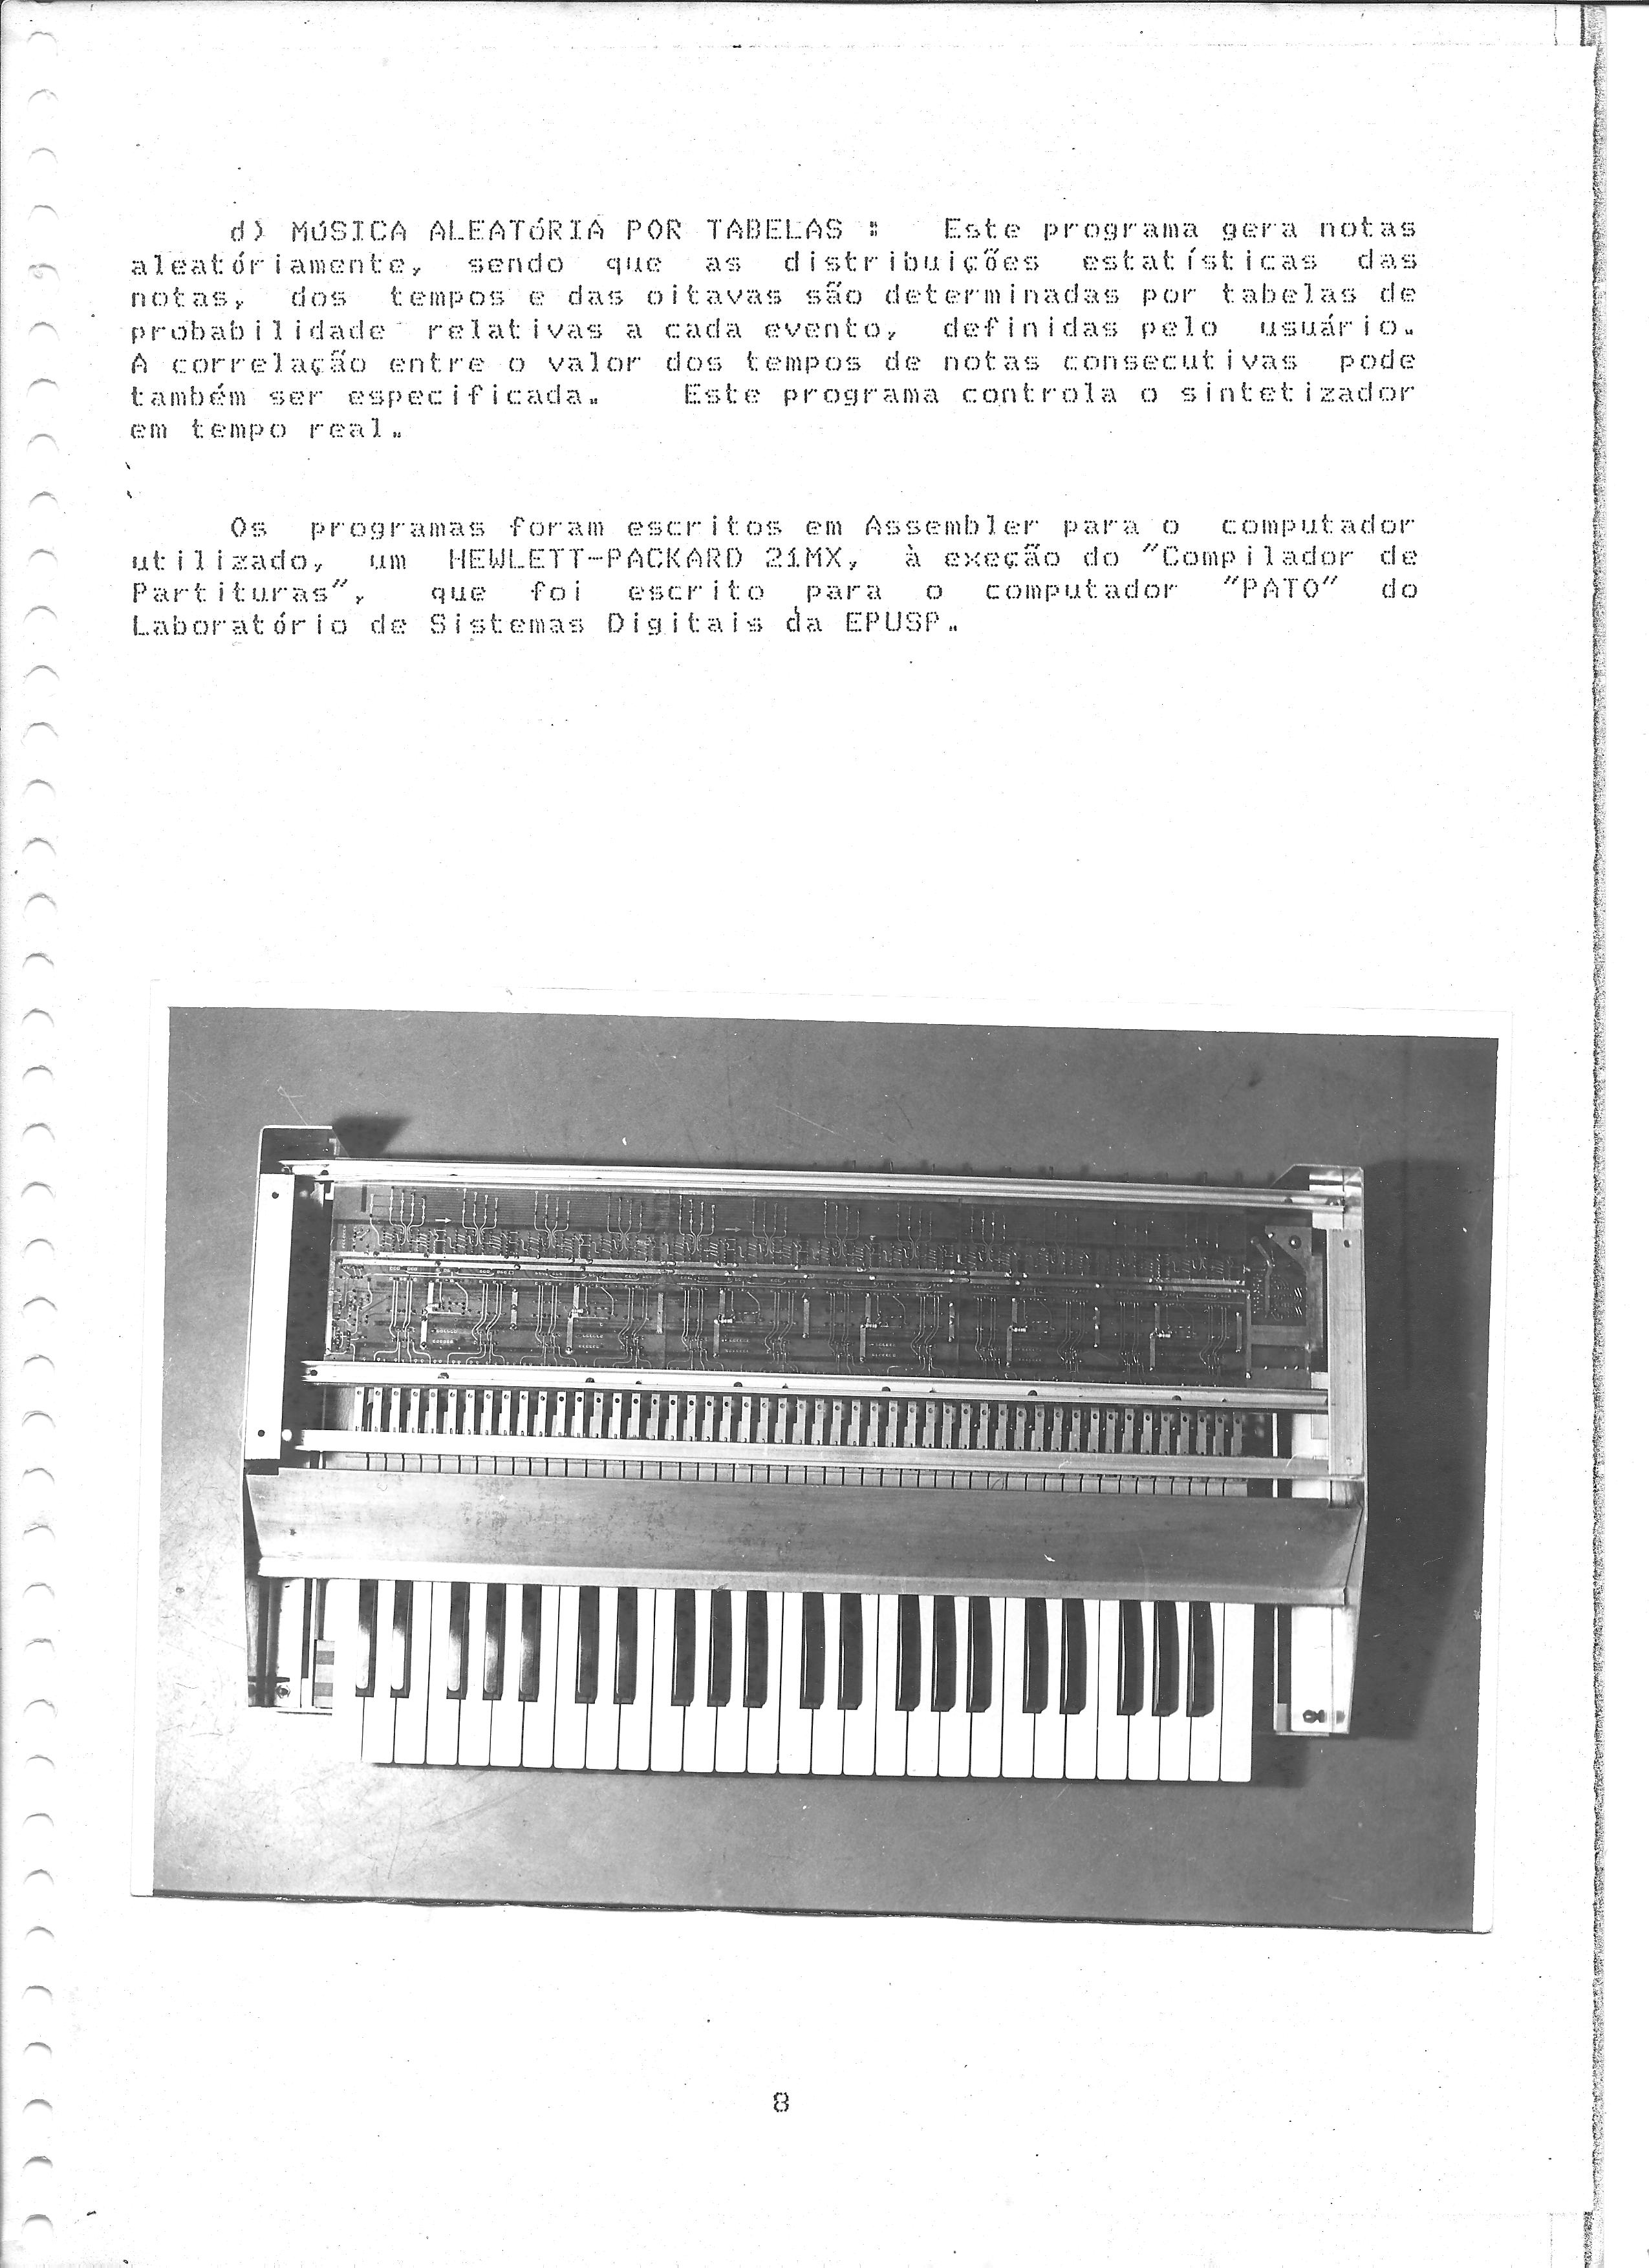 d) MúSICA ALEATóRIA POR TABELAS : Este programa gera notas
aleatóriamente, sendo que as distribuições estatísticas das
notas, dos tempos e das oitavas são determinadas por tabelas de
probabilidade relativas a cada evento, definidas pelo usuário.
A correlação entre o valor dos tempos de notas consecutivas pode
também ser especificada. Este programa controla o sintetizador
em tempo real.
Os programas foram escritos em Assembler para o computador
utilizado, um HEWLETT-PACKARD 21MX, à exeção do "Compilador de
Partituras", que foi escrito para o computador "PATO" do
Laboratório de Sistemas Digitais da EPUSP.
8